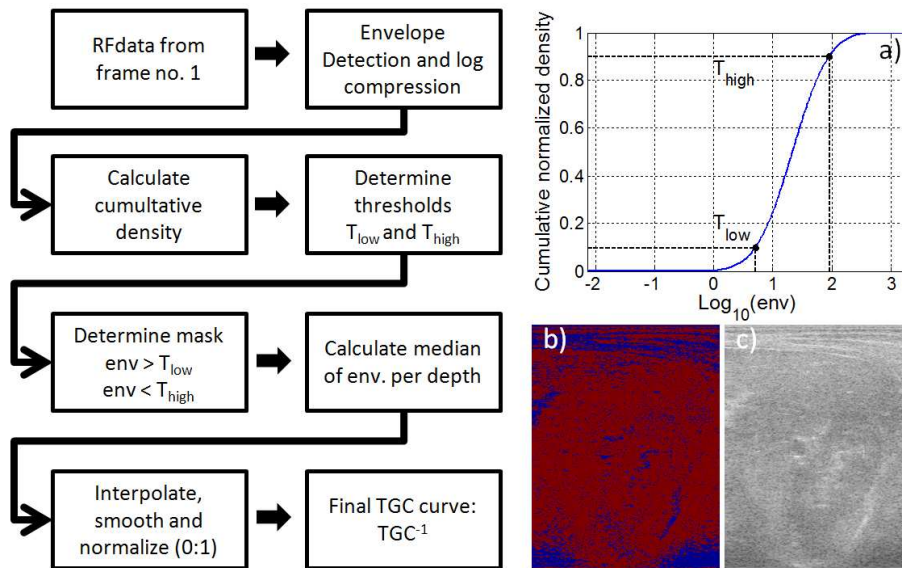 RFdata from
frame no. 1
Envelope
Detection and log
compression
Calculate
cumultative
density
Determine
thresholds
Tlow and Thigh
Determine mask
env > Tlow
env < Thigh
Calculate median
of env. per depth
Interpolate,
smooth and
normalize (0:1)
Final TGC curve:
TGC-1
a)
Cumulative normalized density
1
0.8
0.6
0.4
0.2
0
Thigh
Tlow
-2 -1 0 1 2 3
Log10(env)
b)
c)